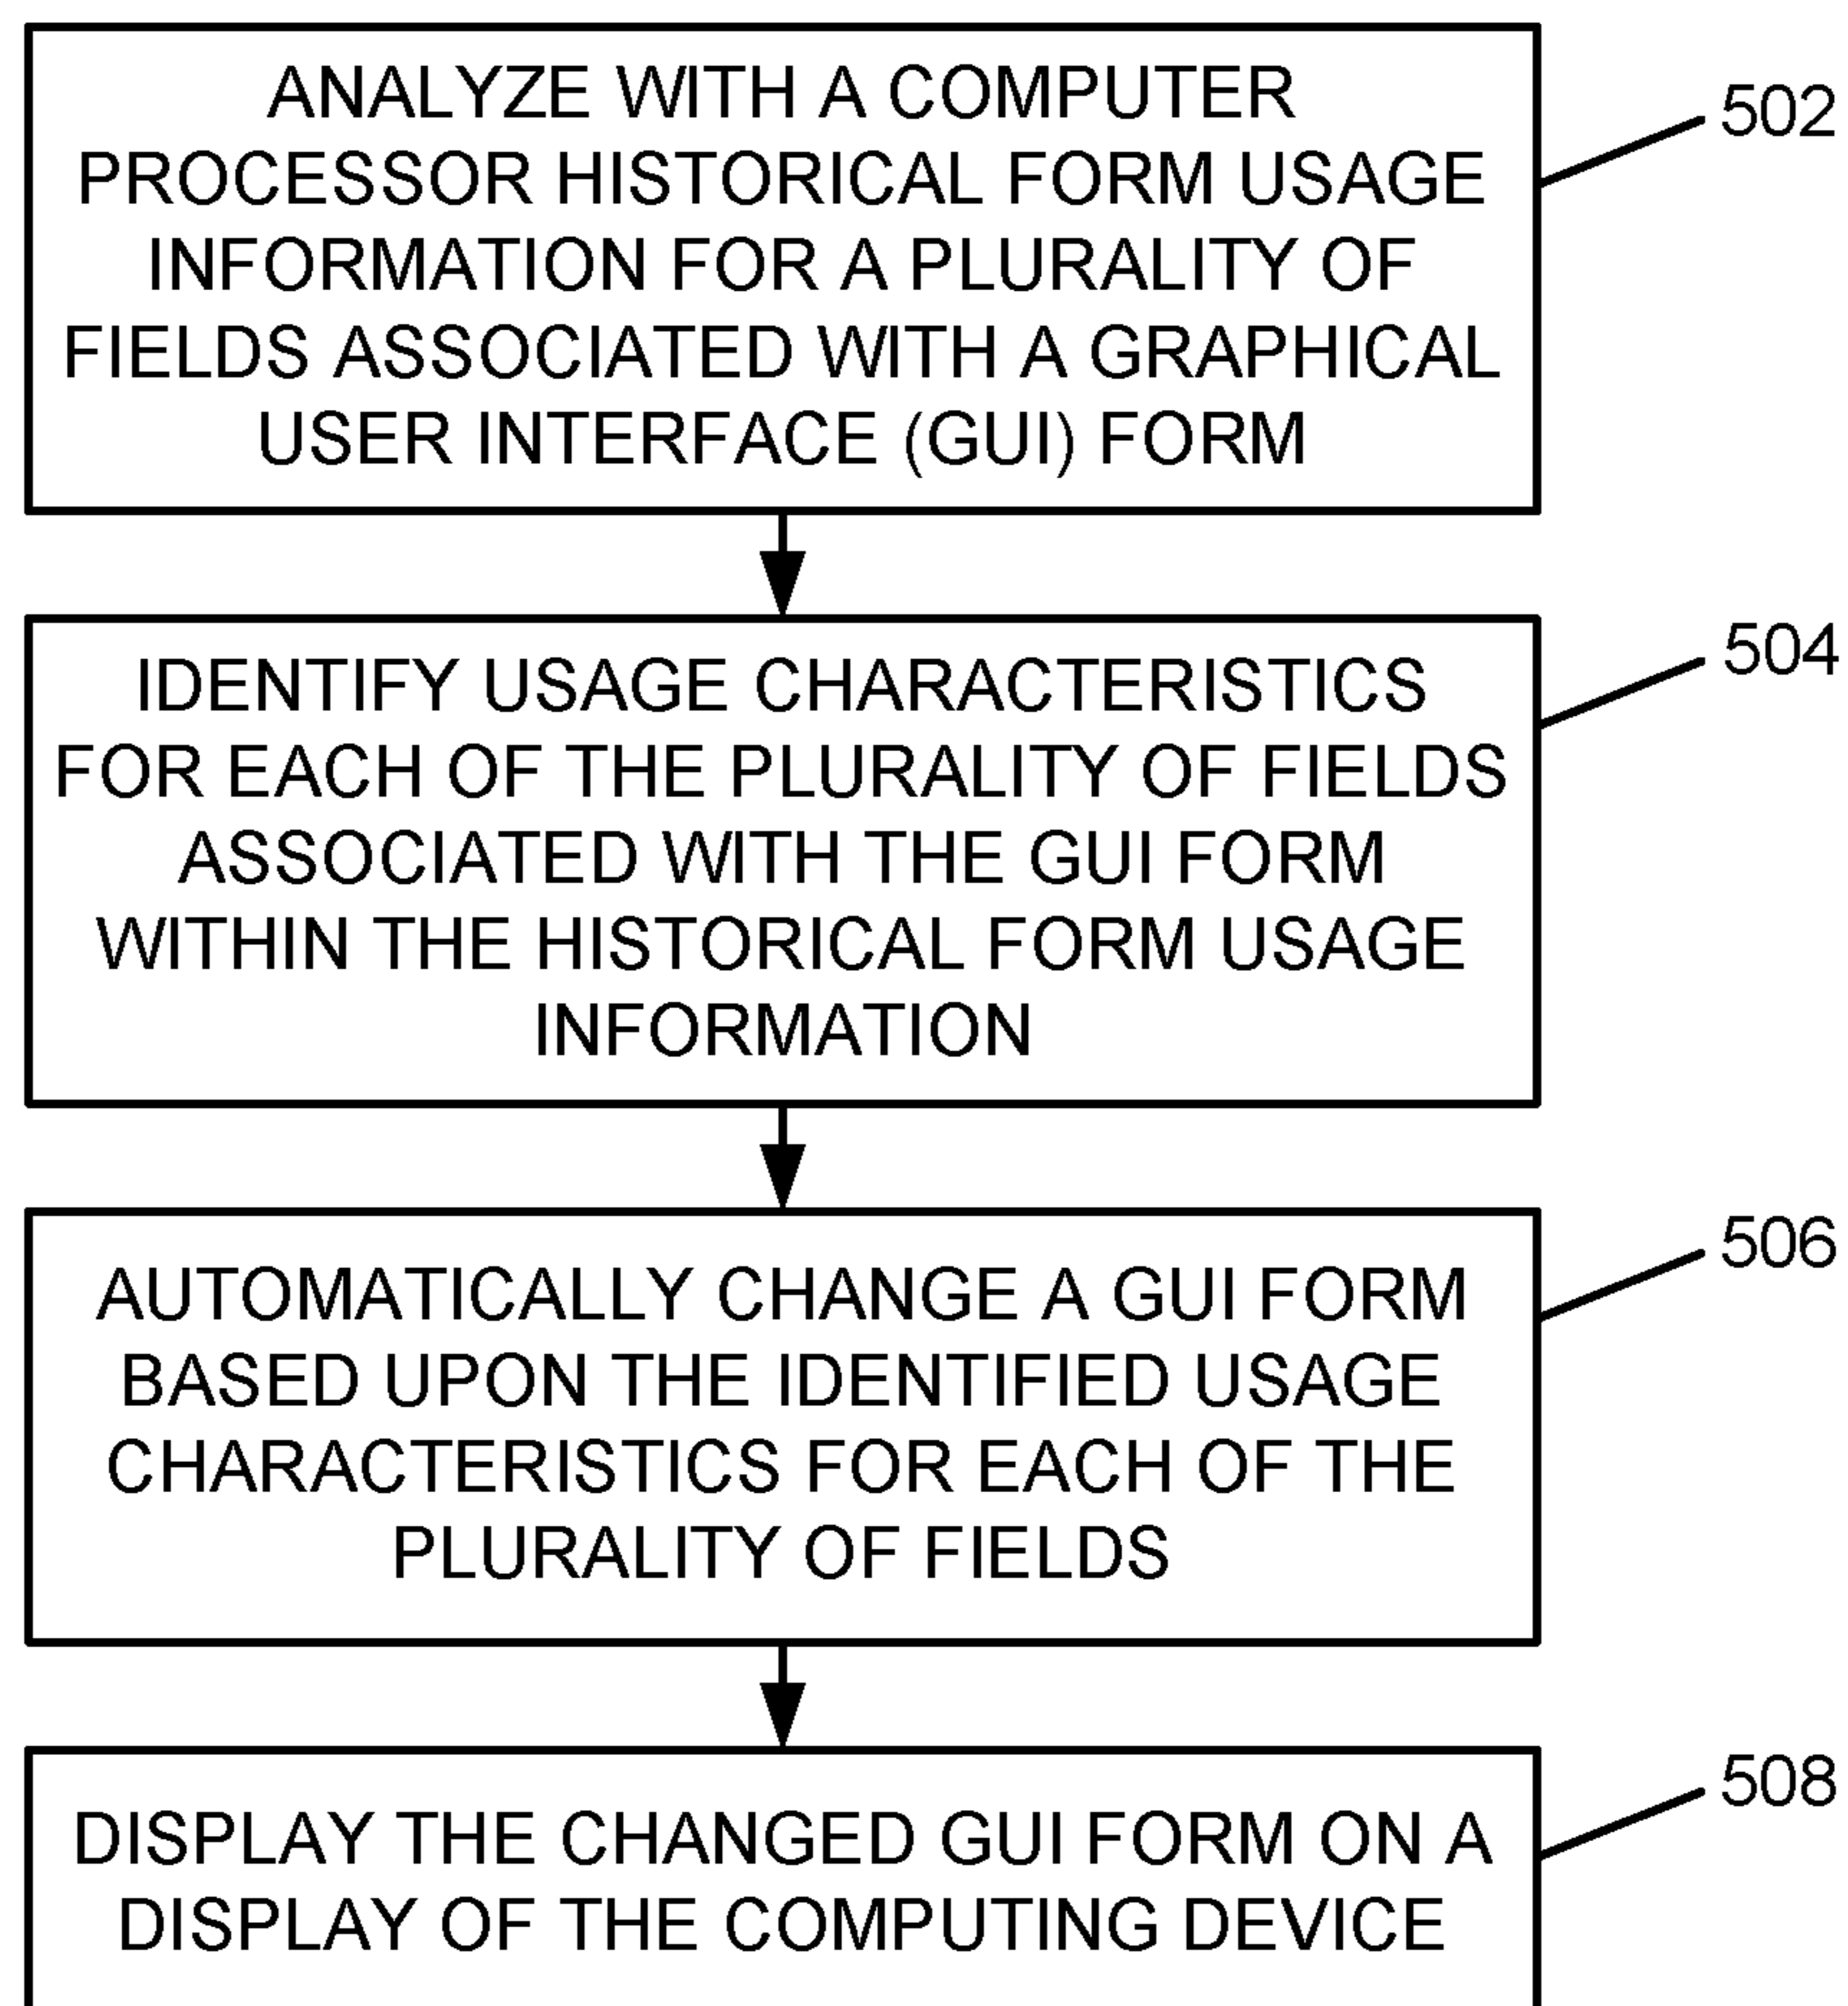 ANALYZE WITH A COMPUTER
PROCESSOR HISTORICAL FORM USAGE
INFORMATION FOR A PLURALITY OF
FIELDS ASSOCIATED WITH A GRAPHICAL
USER INTERFACE (GUI) FORM
502
IDENTIFY USAGE CHARACTERISTICS
FOR EACH OF THE PLURALITY OF FIELDS
ASSOCIATED WITH THE GUI FORM
WITHIN THE HISTORICAL FORM USAGE
INFORMATION
504
AUTOMATICALLY CHANGE A GUI FORM
BASED UPON THE IDENTIFIED USAGE
CHARACTERISTICS FOR EACH OF THE
PLURALITY OF FIELDS
506
DISPLAY THE CHANGED GUI FORM ON A
DISPLAY OF THE COMPUTING DEVICE
508